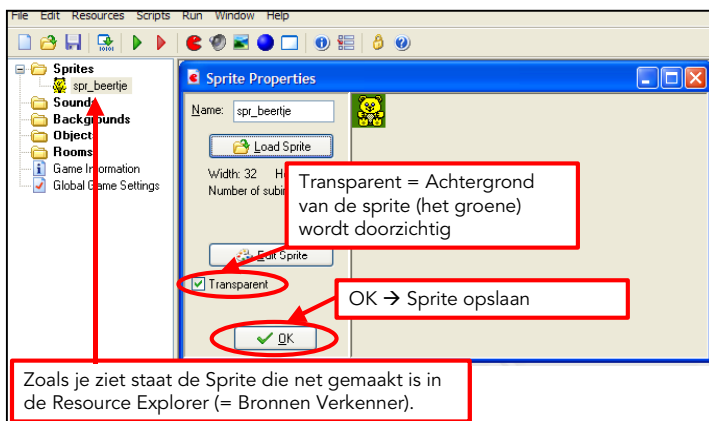 File Edit Resources Scripts Run Window Help
Sprites
spr_beertje
Sounds
Backgrounds
Objects
Rooms
Game Information
Global Game Settings
Sprite Properties
Name: spr_beertje
Load Sprite
Width: 32
Number of
Transparent = Achtergrond
van de sprite (het groene)
wordt doorzichtig
Edit Sprite
Transparent
OK → Sprite opslaan
OK
Zoals je ziet staat de Sprite die net gemaakt is in
de Resource Explorer (= Bronnen Verkenner).